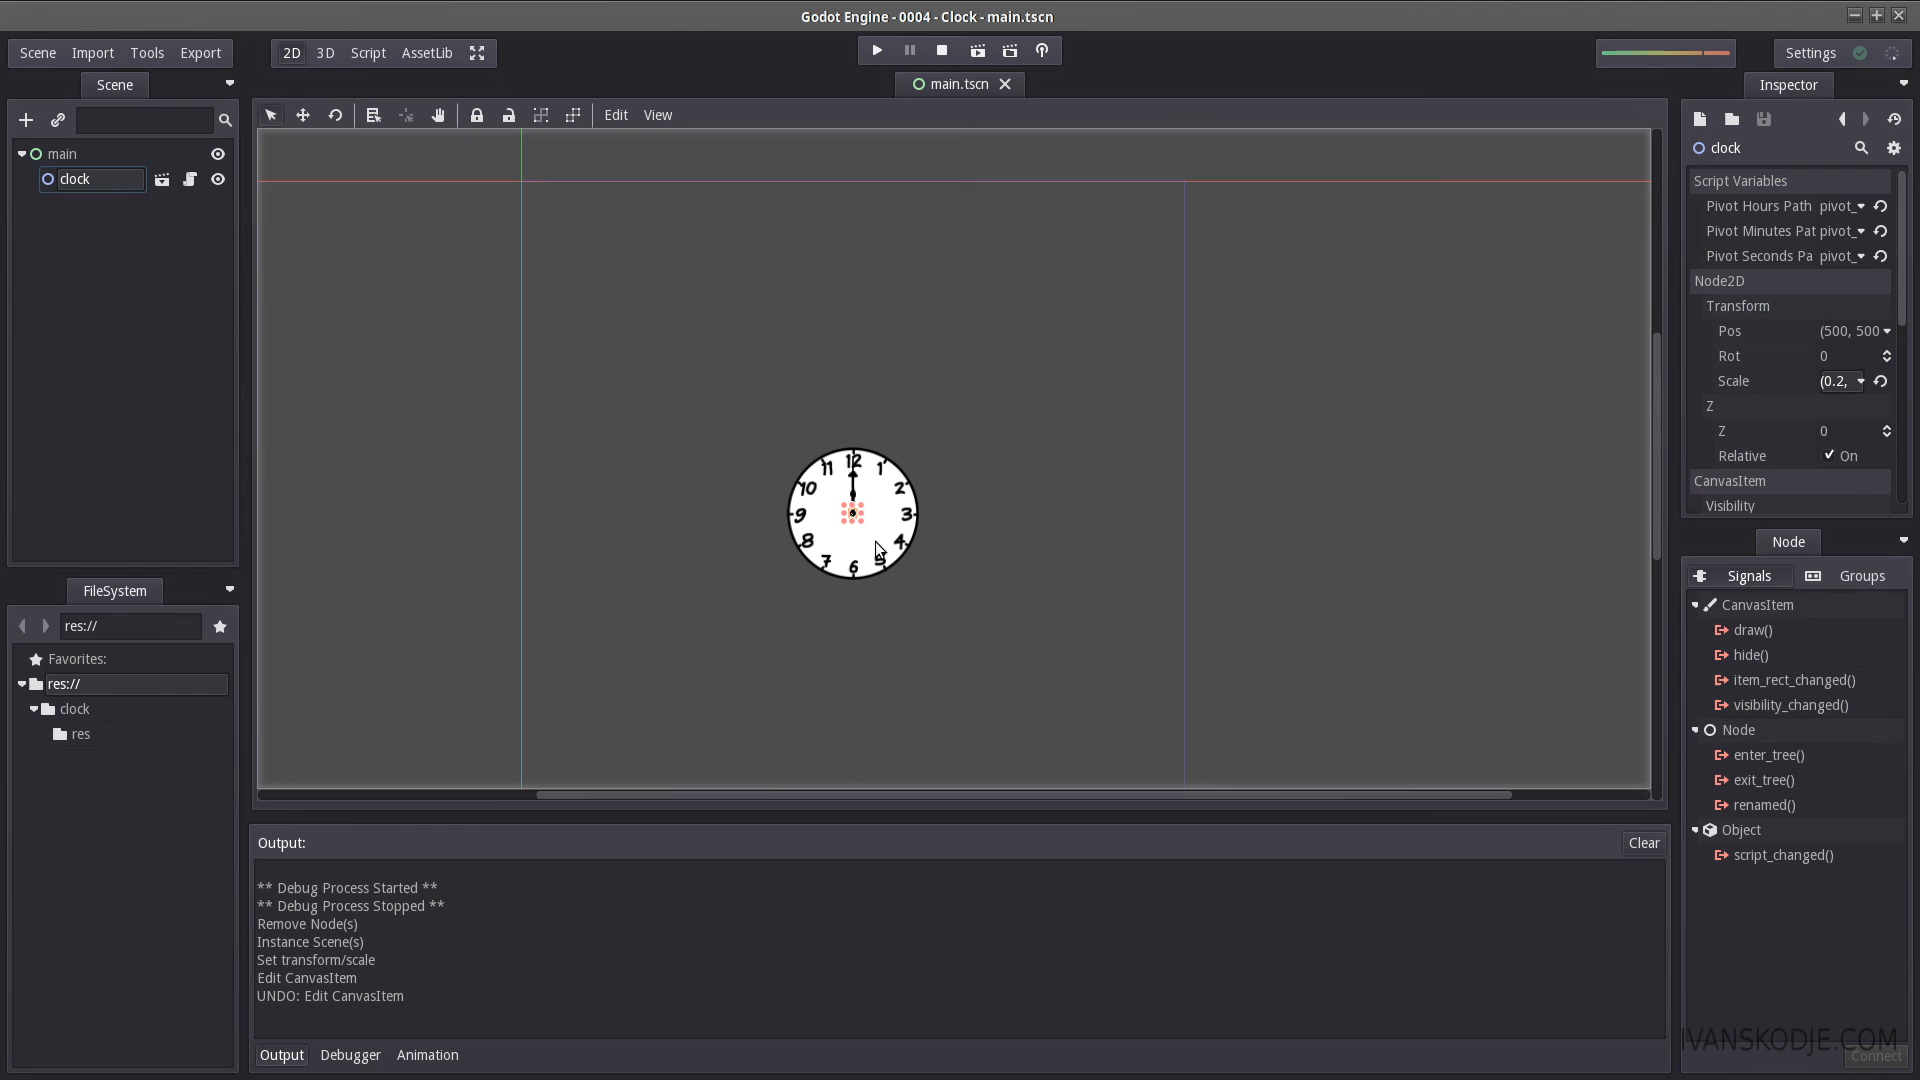 Godot Engine - 0004 - Clock - main.tscn
Scene Import Tools Export
2D 3D Script AssetLib
Settings
Scene
main.tscn
Inspector
Edit View
main
clock
clock
Script Variables
Pivot Hours Path pivot_
Pivot Minutes Pat pivot_
Pivot Seconds Pa pivot_
Node2D
Transform
Pos (500, 500
Rot 0
Scale (0.2,
Z
Z 0
Relative On
CanvasItem
Visibility
12
11 1
10 2
9 3
8 4
7 5
6
Node
Signals Groups
CanvasItem
draw()
hide()
item_rect_changed()
visibility_changed()
Node
enter_tree()
exit_tree()
renamed()
Object
script_changed()
Connect
FileSystem
res://
Favorites:
res://
clock
res
Output:
Clear
** Debug Process Started **
** Debug Process Stopped **
Remove Node(s)
Instance Scene(s)
Set transform/scale
Edit CanvasItem
UNDO: Edit CanvasItem
Output Debugger Animation
IVANSKODJE.COM